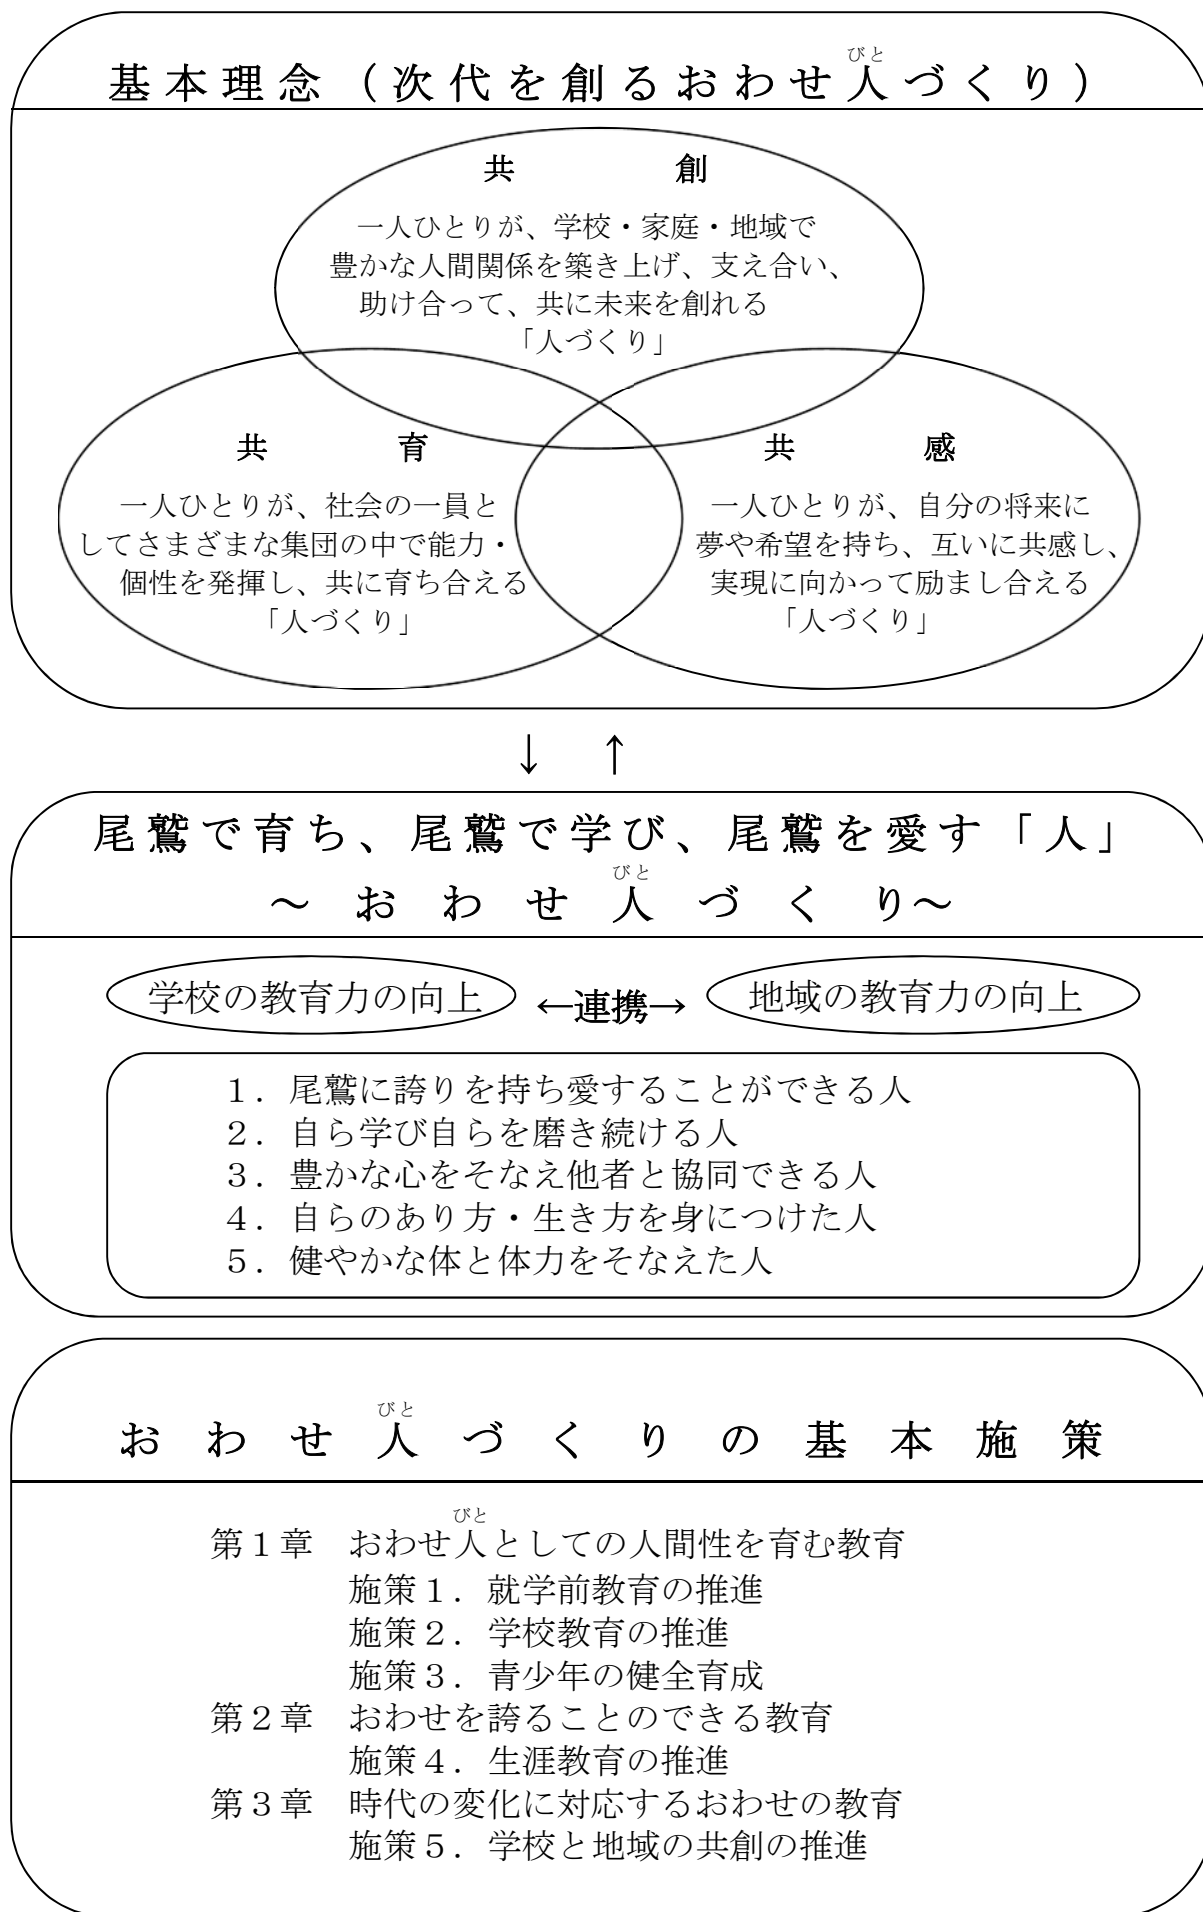 基本理念（次代を創るおわせ人づくり）
びと
共創
一人ひとりが、学校・家庭・地域で
豊かな人間関係を築き上げ、支え合い、
助け合って、共に未来を創れる
「人づくり」
共育
一人ひとりが、社会の一員と
してさまざまな集団の中で能力・
個性を発揮し、共に育ち合える
「人づくり」
共感
一人ひとりが、自分の将来に
夢や希望を持ち、互いに共感し、
実現に向かって励まし合える
「人づくり」
↓ ↑
尾鷲で育ち、尾鷲で学び、尾鷲を愛す「人」
びと
～おわせ人づくり～
学校の教育力の向上 ←連携→ 地域の教育力の向上
１．尾鷲に誇りを持ち愛することができる人
２．自ら学び自らを磨き続ける人
３．豊かな心をそなえ他者と協同できる人
４．自らのあり方・生き方を身につけた人
５．健やかな体と体力をそなえた人
びと
おわせ人づくりの基本施策
びと
第１章 おわせ人としての人間性を育む教育
施策１．就学前教育の推進
施策２．学校教育の推進
施策３．青少年の健全育成
第２章 おわせを誇ることのできる教育
施策４．生涯教育の推進
第３章 時代の変化に対応するおわせの教育
施策５．学校と地域の共創の推進